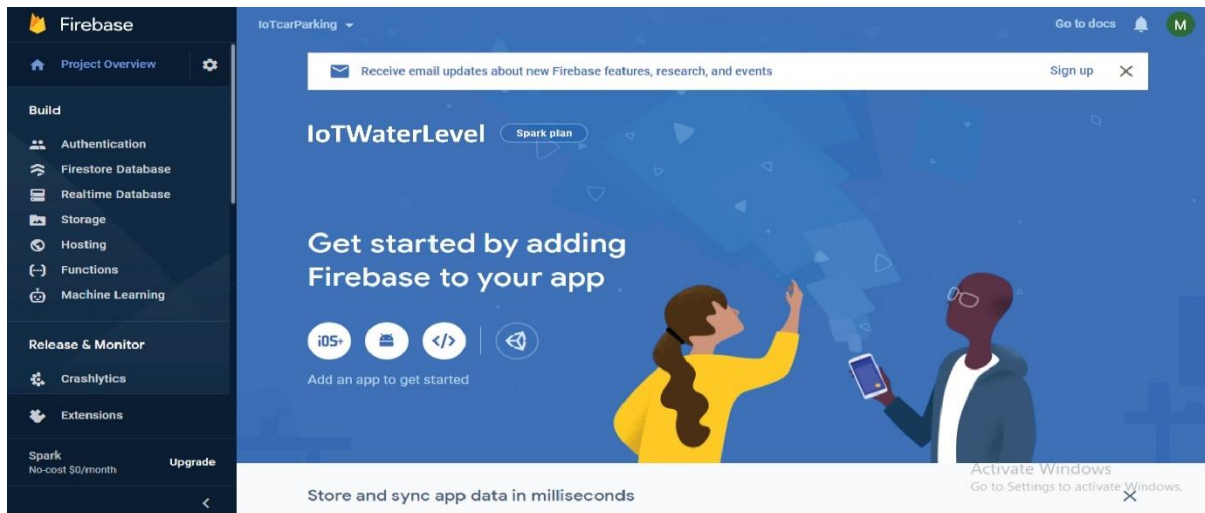 Firebase
IoTcarParking
Go to docs
M
Project Overview
Receive email updates about new Firebase features, research, and events
Sign up
Build
Authentication
Firestore Database
Realtime Database
Storage
Hosting
Functions
Machine Learning
Release & Monitor
Crashlytics
Extensions
Spark
No-cost $0/month
Upgrade
IoTWaterLevel
Spark plan
Get started by adding
Firebase to your app
iOS+
</>
Add an app to get started
Store and sync app data in milliseconds
Activate Windows
Go to Settings to activate Windows.